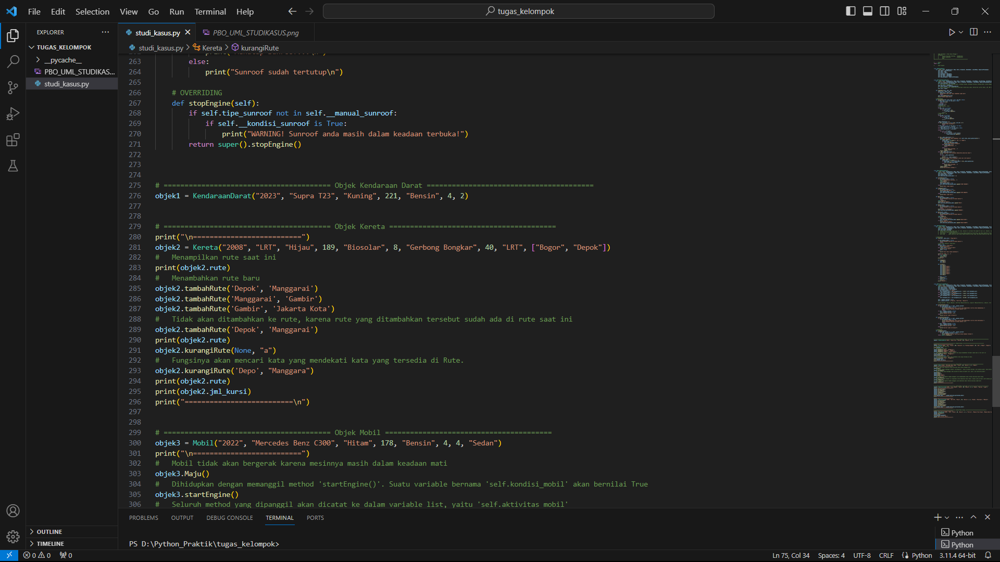 File Edit Selection View Go Run Terminal Help
tugas_kelompok
EXPLORER
studi_kasus.py
PBO_UML_STUDIKASUS.png
TUGAS_KELOMPOK
__pycache__
PBO_UML_STUDIKAS...
studi_kasus.py
studi_kasus.py > Kereta > kurangiRute
263 else:
264 print("Sunroof sudah tertutup\n")
265
266 # OVERRIDING
267 def stopEngine(self):
268 if self.tipe_sunroof not in self.__manual_sunroof:
269 if self.__kondisi_sunroof is True:
270 print("WARNING! Sunroof anda masih dalam keadaan terbuka!")
271 return super().stopEngine()
272
273
274
275 # ======================================== Objek Kendaraan Darat ========================================
276 objek1 = KendaraanDarat("2023", "Supra T23", "Kuning", 221, "Bensin", 4, 2)
277
278
279 # ======================================== Objek Kereta ========================================
280 print("\n==========================")
281 objek2 = Kereta("2008", "LRT", "Hijau", 189, "Biosolar", 8, "Gerbong Bongkar", 40, "LRT", ["Bogor", "Depok"])
282 #   Menampilkan rute saat ini
283 print(objek2.rute)
284 #   Menambahkan rute baru
285 objek2.tambahRute('Depok', 'Manggarai')
286 objek2.tambahRute('Manggarai', 'Gambir')
287 objek2.tambahRute('Gambir', 'Jakarta Kota')
288 #   Tidak akan ditambahkan ke rute, karena rute yang ditambahkan tersebut sudah ada di rute saat ini
289 objek2.tambahRute('Depok', 'Manggarai')
290 print(objek2.rute)
291 objek2.kurangiRute(None, "a")
292 #   Fungsinya akan mencari kata yang mendekati kata yang tersedia di Rute.
293 objek2.kurangiRute('Depo', "Manggara")
294 print(objek2.rute)
295 print(objek2.jml_kursi)
296 print("==========================\n")
297
298
299 # ======================================== Objek Mobil ========================================
300 objek3 = Mobil("2022", "Mercedes Benz C300", "Hitam", 178, "Bensin", 4, 4, "Sedan")
301 print("\n==========================")
302 #   Mobil tidak akan bergerak karena mesinnya masih dalam keadaan mati
303 objek3.Maju()
304 #   Dihidupkan dengan memanggil method 'startEngine()'. Suatu variable bernama 'self.kondisi_mobil' akan bernilai True
305 objek3.startEngine()
306 #   Seluruh method yang dipanggil akan dicatat ke dalam variable list, yaitu 'self.aktivitas mobil'
PROBLEMS OUTPUT DEBUG CONSOLE TERMINAL PORTS
PS D:\Python_Praktik\tugas_kelompok>
Python
Python
OUTLINE
TIMELINE
0 0 0
Ln 75, Col 34 Spaces: 4 UTF-8 CRLF Python 3.11.4 64-bit